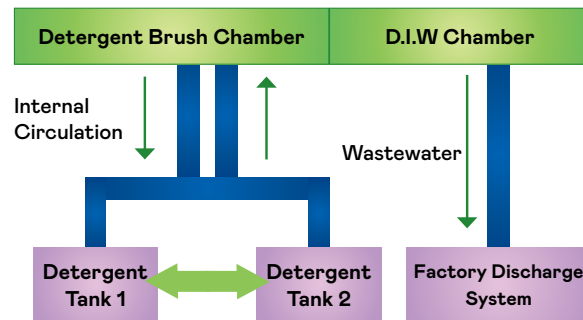 Detergent Brush Chamber
D.I.W Chamber
Internal
Circulation
Wastewater
Detergent
Tank 1
Detergent
Tank 2
Factory Discharge
System